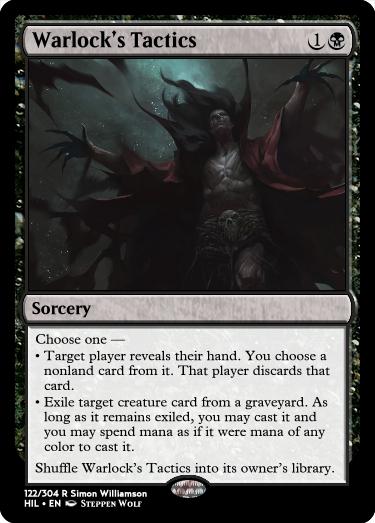 Warlock's Tactics 1
Sorcery
Choose one —
• Target player reveals their hand. You choose a
nonland card from it. That player discards that
card.
• Exile target creature card from a graveyard. As
long as it remains exiled, you may cast it and
you may spend mana as if it were mana of any
color to cast it.
Shuffle Warlock's Tactics into its owner's library.
122/304 R Simon Williamson
HIL • EN Steppen Wolf